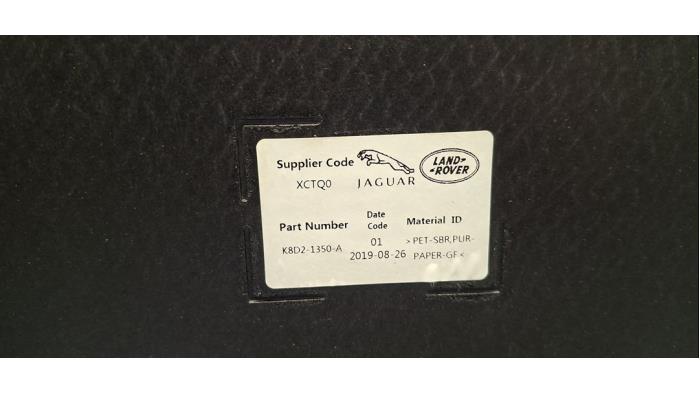 Supplier Code
XCTQ0
JAGUAR
LAND-
-ROVER
Part Number
K8D2-1350-A
Date
Code
01
2019-08-26
Material ID
>PET-SBR,PUR-
PAPER-GF<